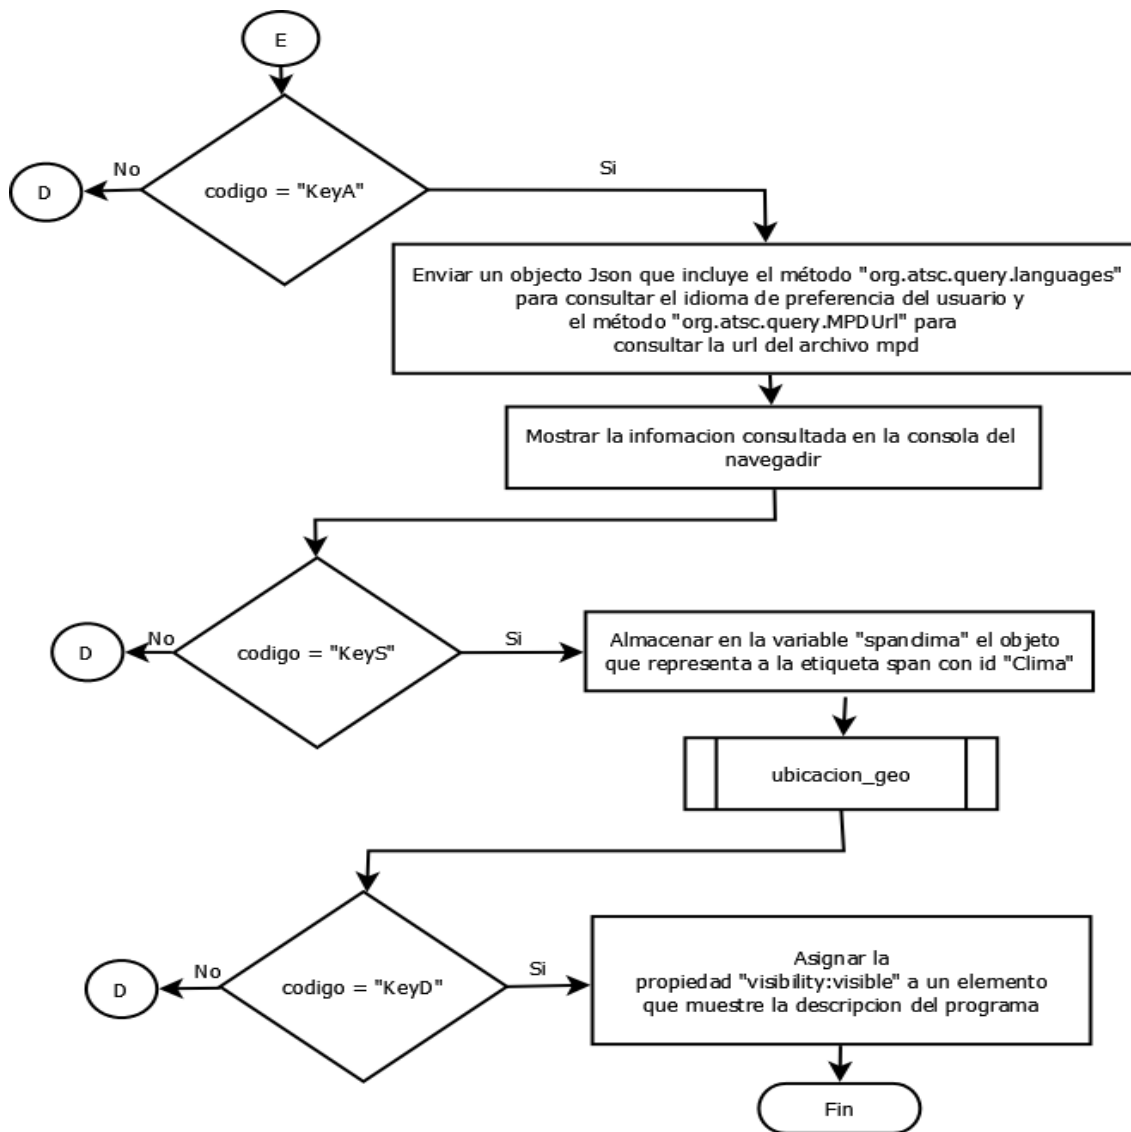 E
No
Si
D
codigo = "KeyA"
Enviar un objecto Json que incluye el método "org.atsc.query.languages"
para consultar el idioma de preferencia del usuario y
el método "org.atsc.query.MPDUrl" para
consultar la url del archivo mpd
Mostrar la infomacion consultada en la consola del
navegadir
D
No
codigo = "KeyS"
Si
Almacenar en la variable "spanclima" el objeto
que representa a la etiqueta span con id "Clima"
ubicacion_geo
D
No
codigo = "KeyD"
Si
Asignar la
propiedad "visibility:visible" a un elemento
que muestre la descripcion del programa
Fin